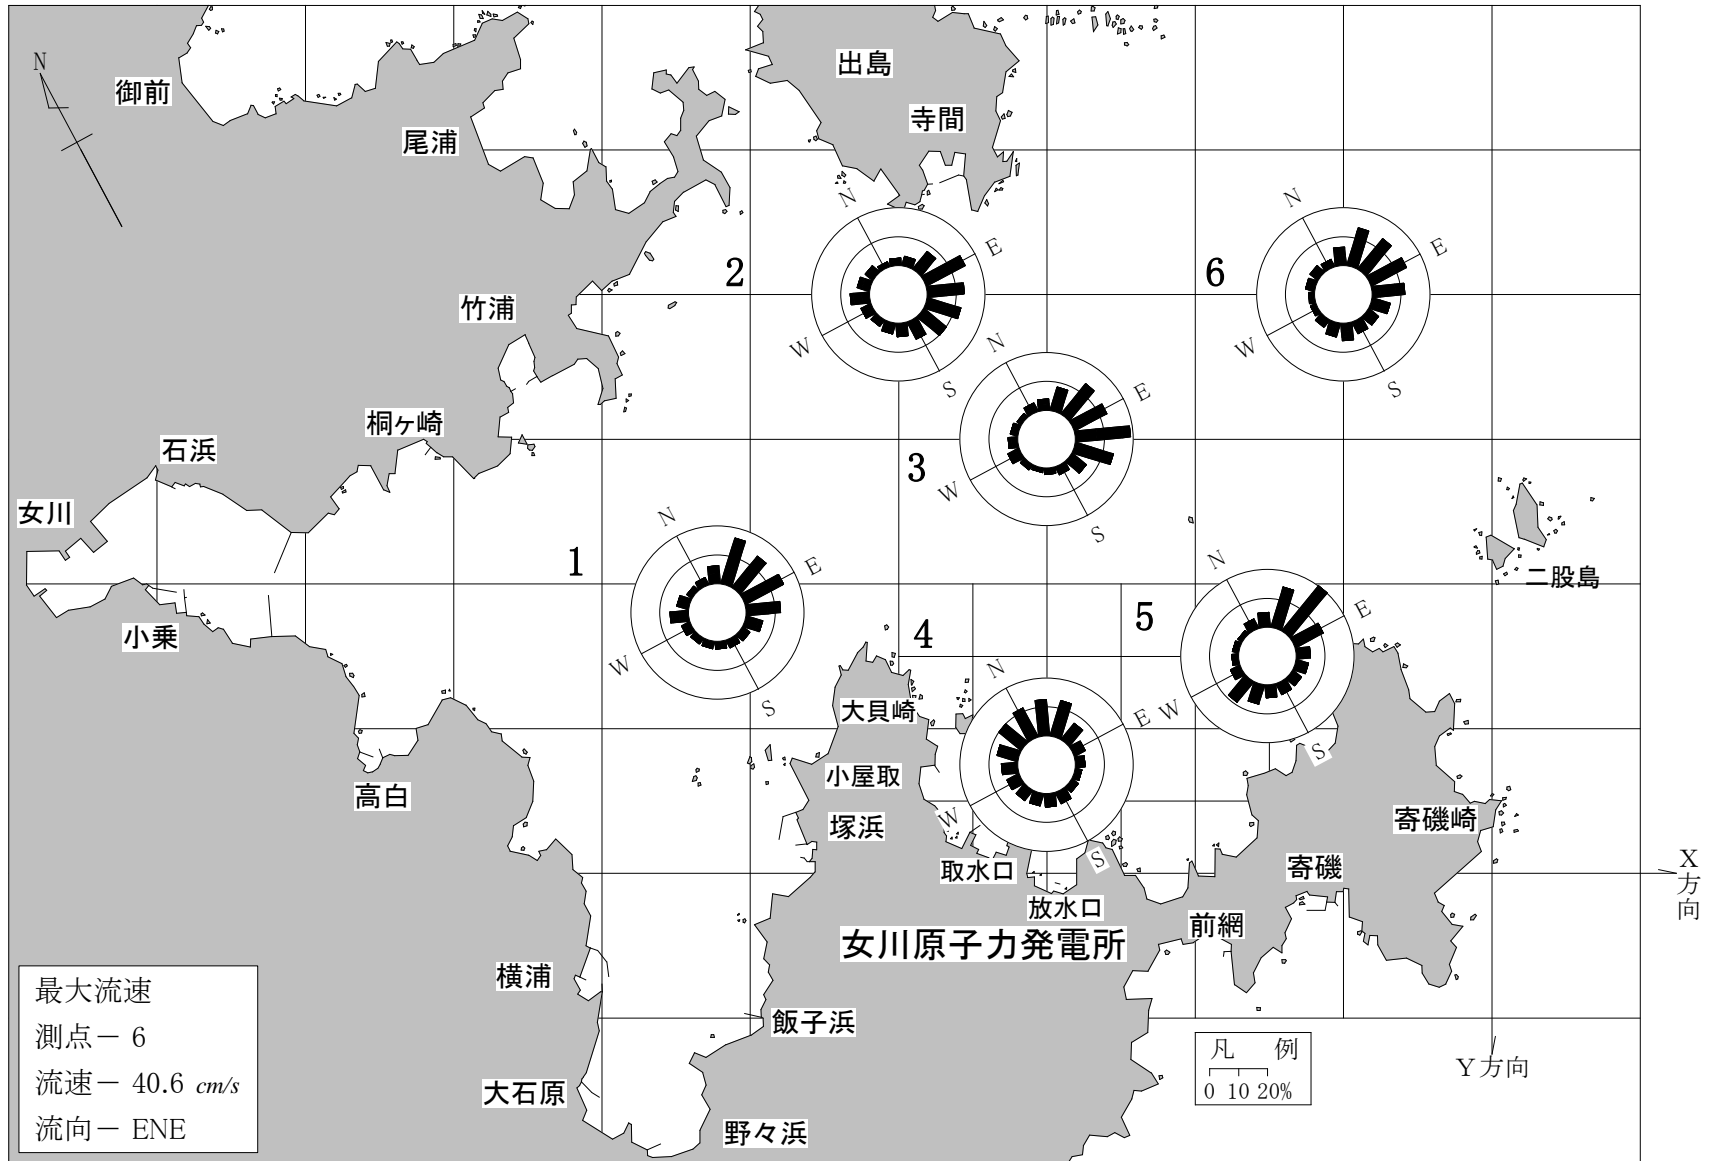 N
御前
尾浦
出島
寺間
竹浦
桐ヶ崎
石浜
女川
小乗
高白
2
N
E
W
S
6
N
E
W
S
3
N
E
W
S
1
N
E
W
S
4
N
E
W
S
5
N
E
W
S
二股島
大貝崎
小屋取
塚浜
取水口
放水口
女川原子力発電所
前網
寄磯
寄磯崎
X方向
横浦
飯子浜
大石原
野々浜
Y方向
凡 例
0 10 20%
最大流速
測点－ 6
流速－ 40.6 cm/s
流向－ ENE